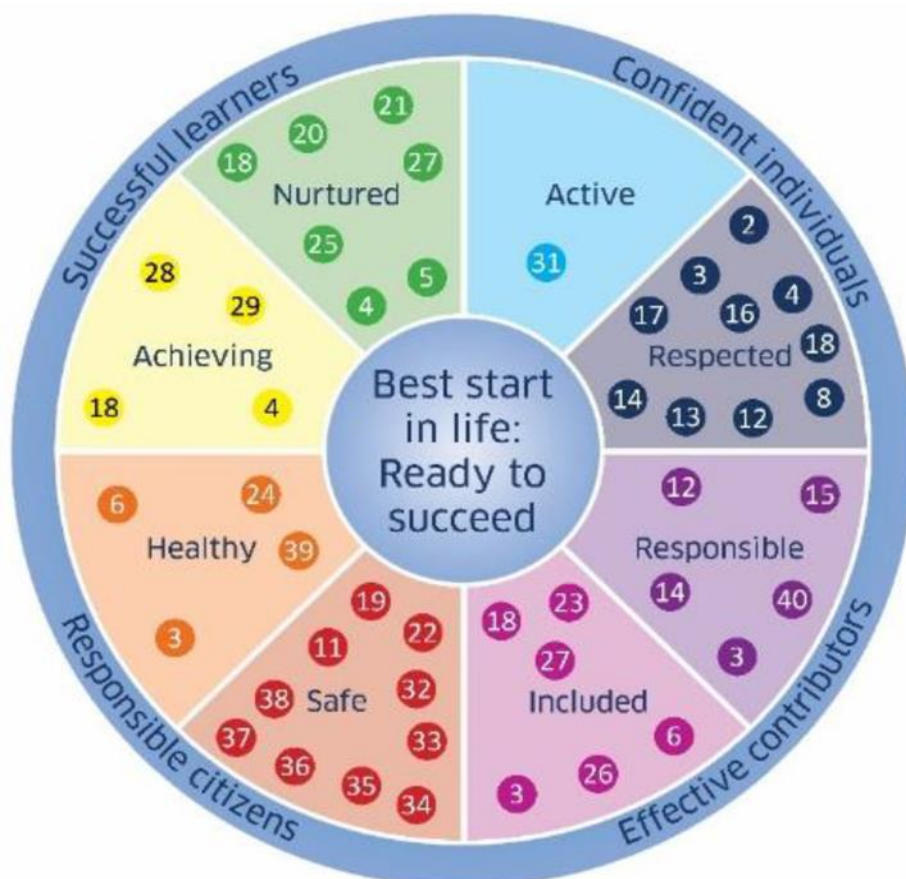 Successful learners
Confident individuals
Effective contributors
Responsible citizens
Best start
in life:
Ready to
succeed
Active
31
Respected
2
3
4
17
16
18
14
13
12
8
Responsible
12
15
14
40
3
Included
18
23
27
6
26
3
Safe
19
22
11
32
38
33
37
36
35
34
Healthy
6
24
39
3
Achieving
28
29
18
4
Nurtured
21
20
18
27
25
5
4